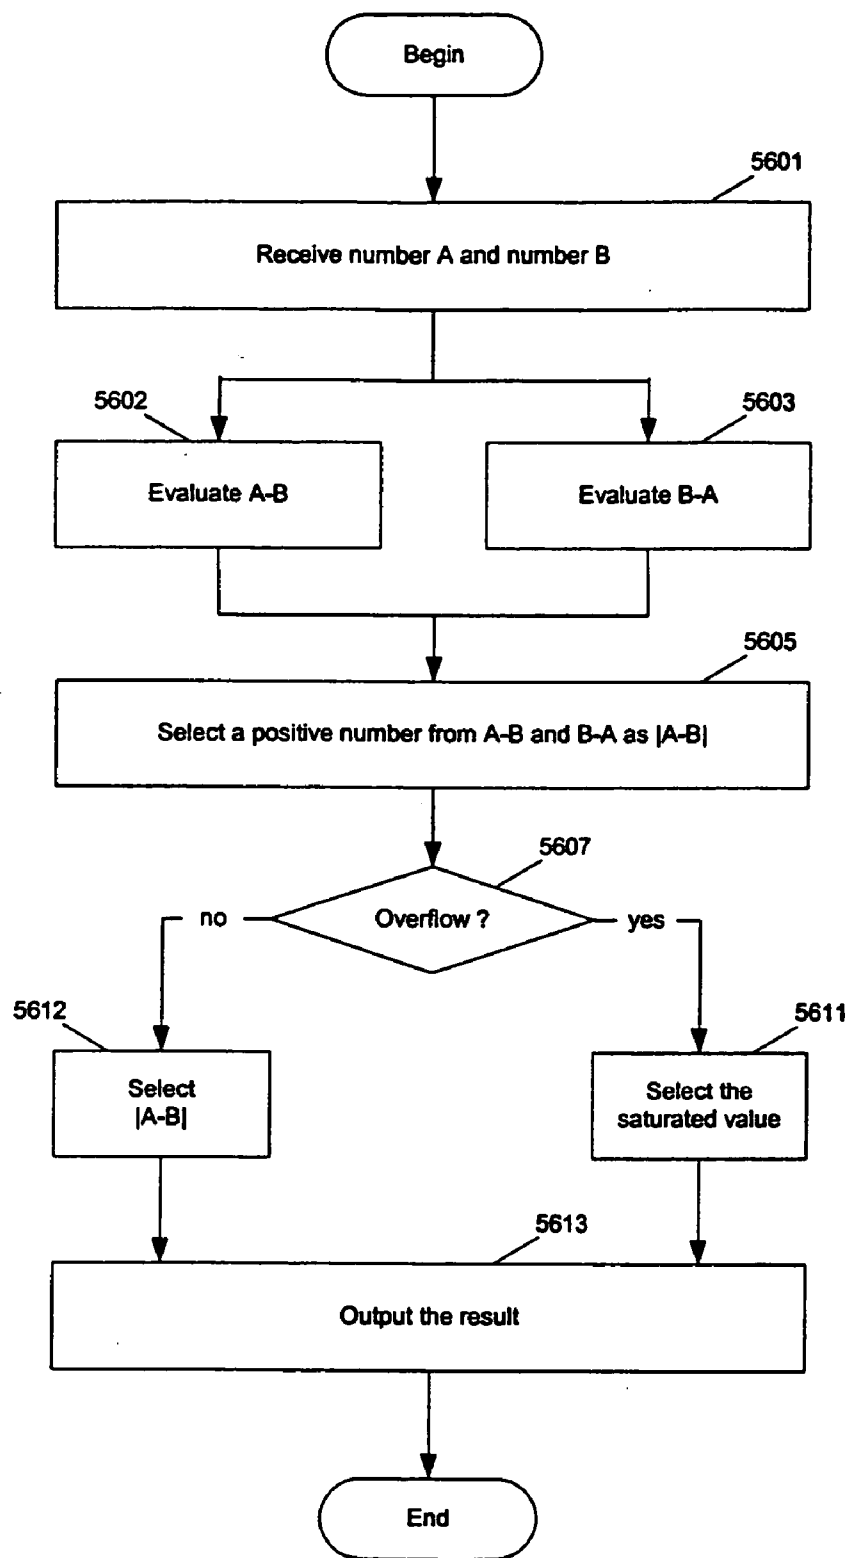 Begin
5601
Receive number A and number B
5602
5603
Evaluate A-B
Evaluate B-A
5605
Select a positive number from A-B and B-A as |A-B|
5607
Overflow ?
no
yes
5612
5611
Select
|A-B|
Select the
saturated value
5613
Output the result
End